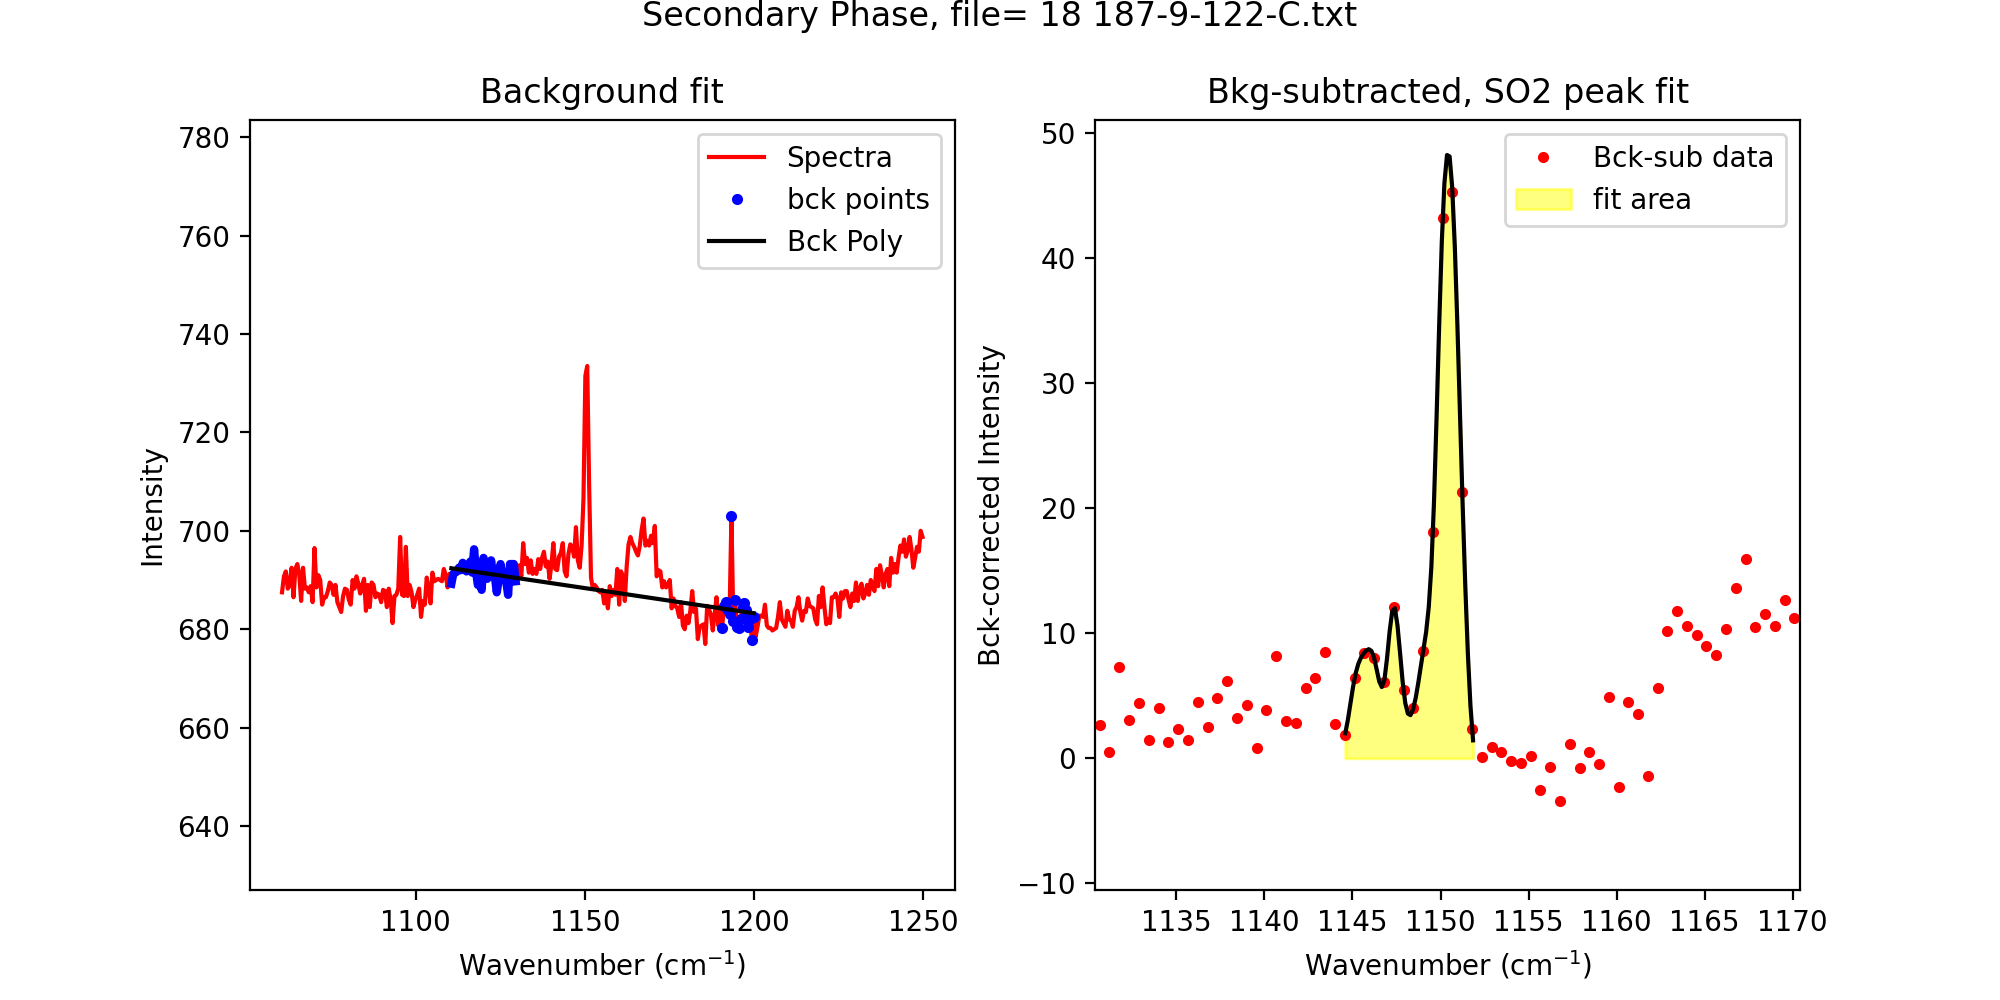 Secondary Phase, file= 18 187-9-122-C.txt
Background fit
780
760
740
720
700
680
660
640
Intensity
Spectra
bck points
Bck Poly
1100 1150 1200 1250
Wavenumber (cm⁻¹)
Bkg-subtracted, SO2 peak fit
50
40
30
20
10
0
−10
Bck-corrected Intensity
Bck-sub data
fit area
1135 1140 1145 1150 1155 1160 1165 1170
Wavenumber (cm⁻¹)